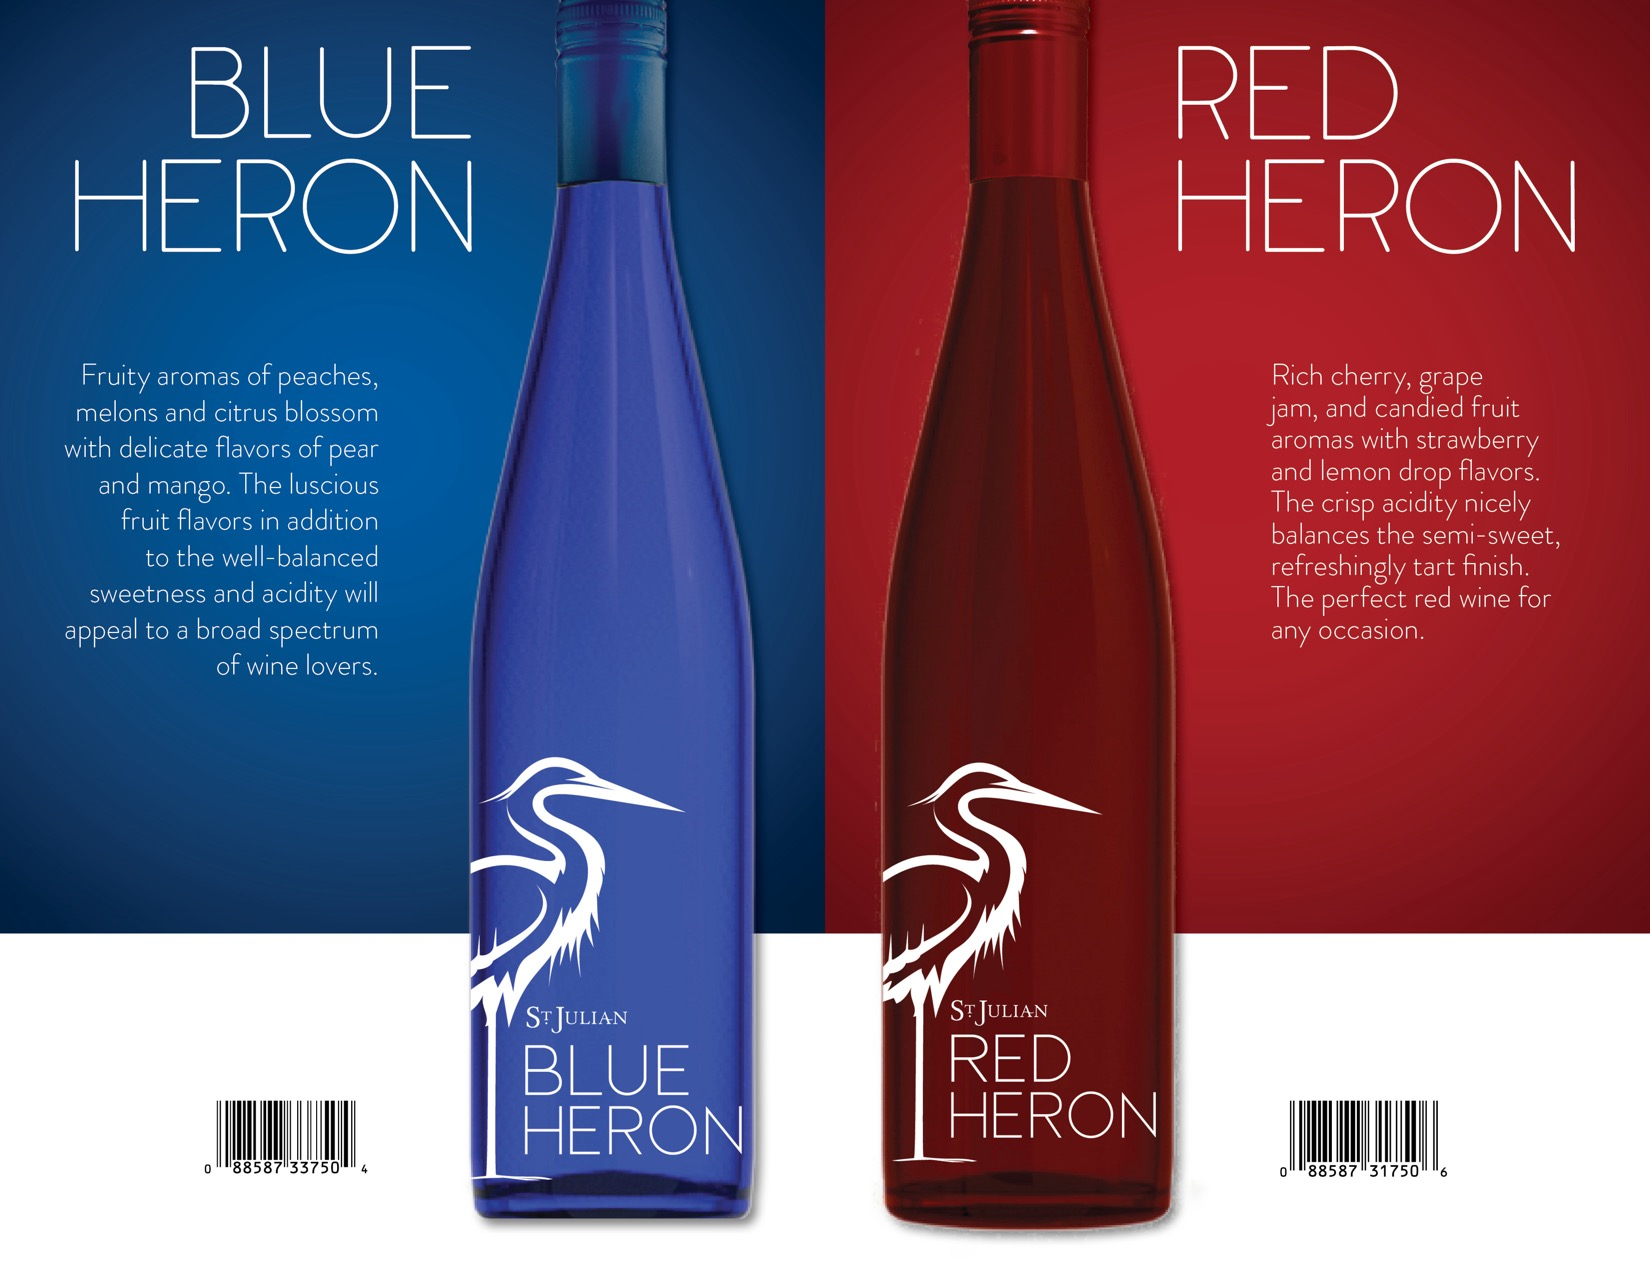 BLUE
HERON
Fruity aromas of peaches,
melons and citrus blossom
with delicate flavors of pear
and mango. The luscious
fruit flavors in addition
to the well-balanced
sweetness and acidity will
appeal to a broad spectrum
of wine lovers.
ST JULIAN
BLUE
HERON
0 88587 33750 4
RED
HERON
Rich cherry, grape
jam, and candied fruit
aromas with strawberry
and lemon drop flavors.
The crisp acidity nicely
balances the semi-sweet,
refreshingly tart finish.
The perfect red wine for
any occasion.
ST JULIAN
RED
HERON
0 88587 31750 6